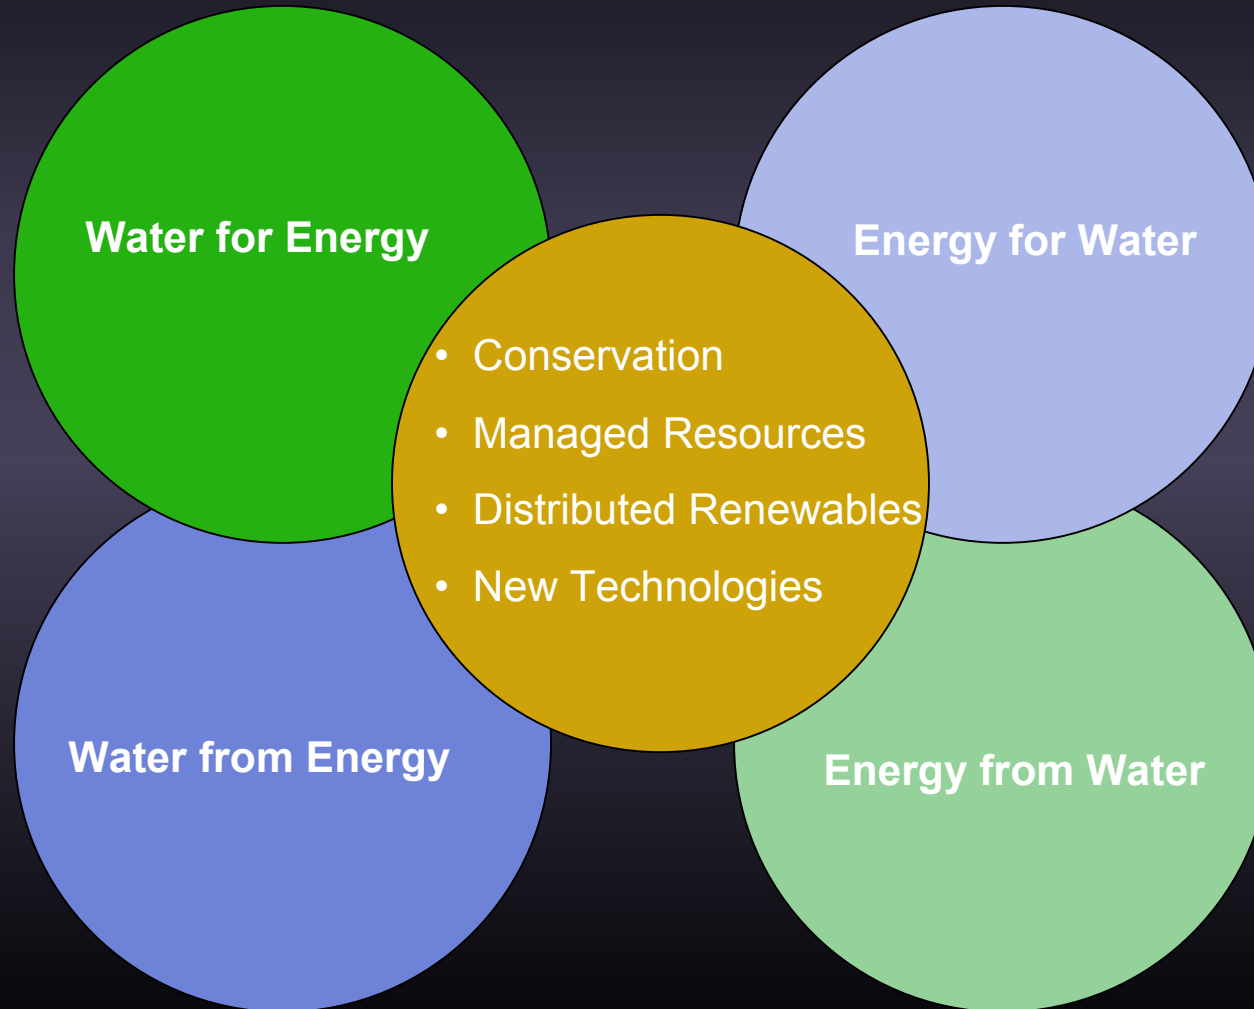 Water for Energy
Energy for Water
• Conservation
• Managed Resources
• Distributed Renewables
• New Technologies
Water from Energy
Energy from Water